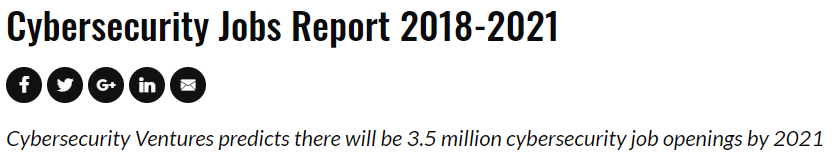 Cybersecurity Jobs Report 2018-2021
f G+ in
Cybersecurity Ventures predicts there will be 3.5 million cybersecurity job openings by 2021